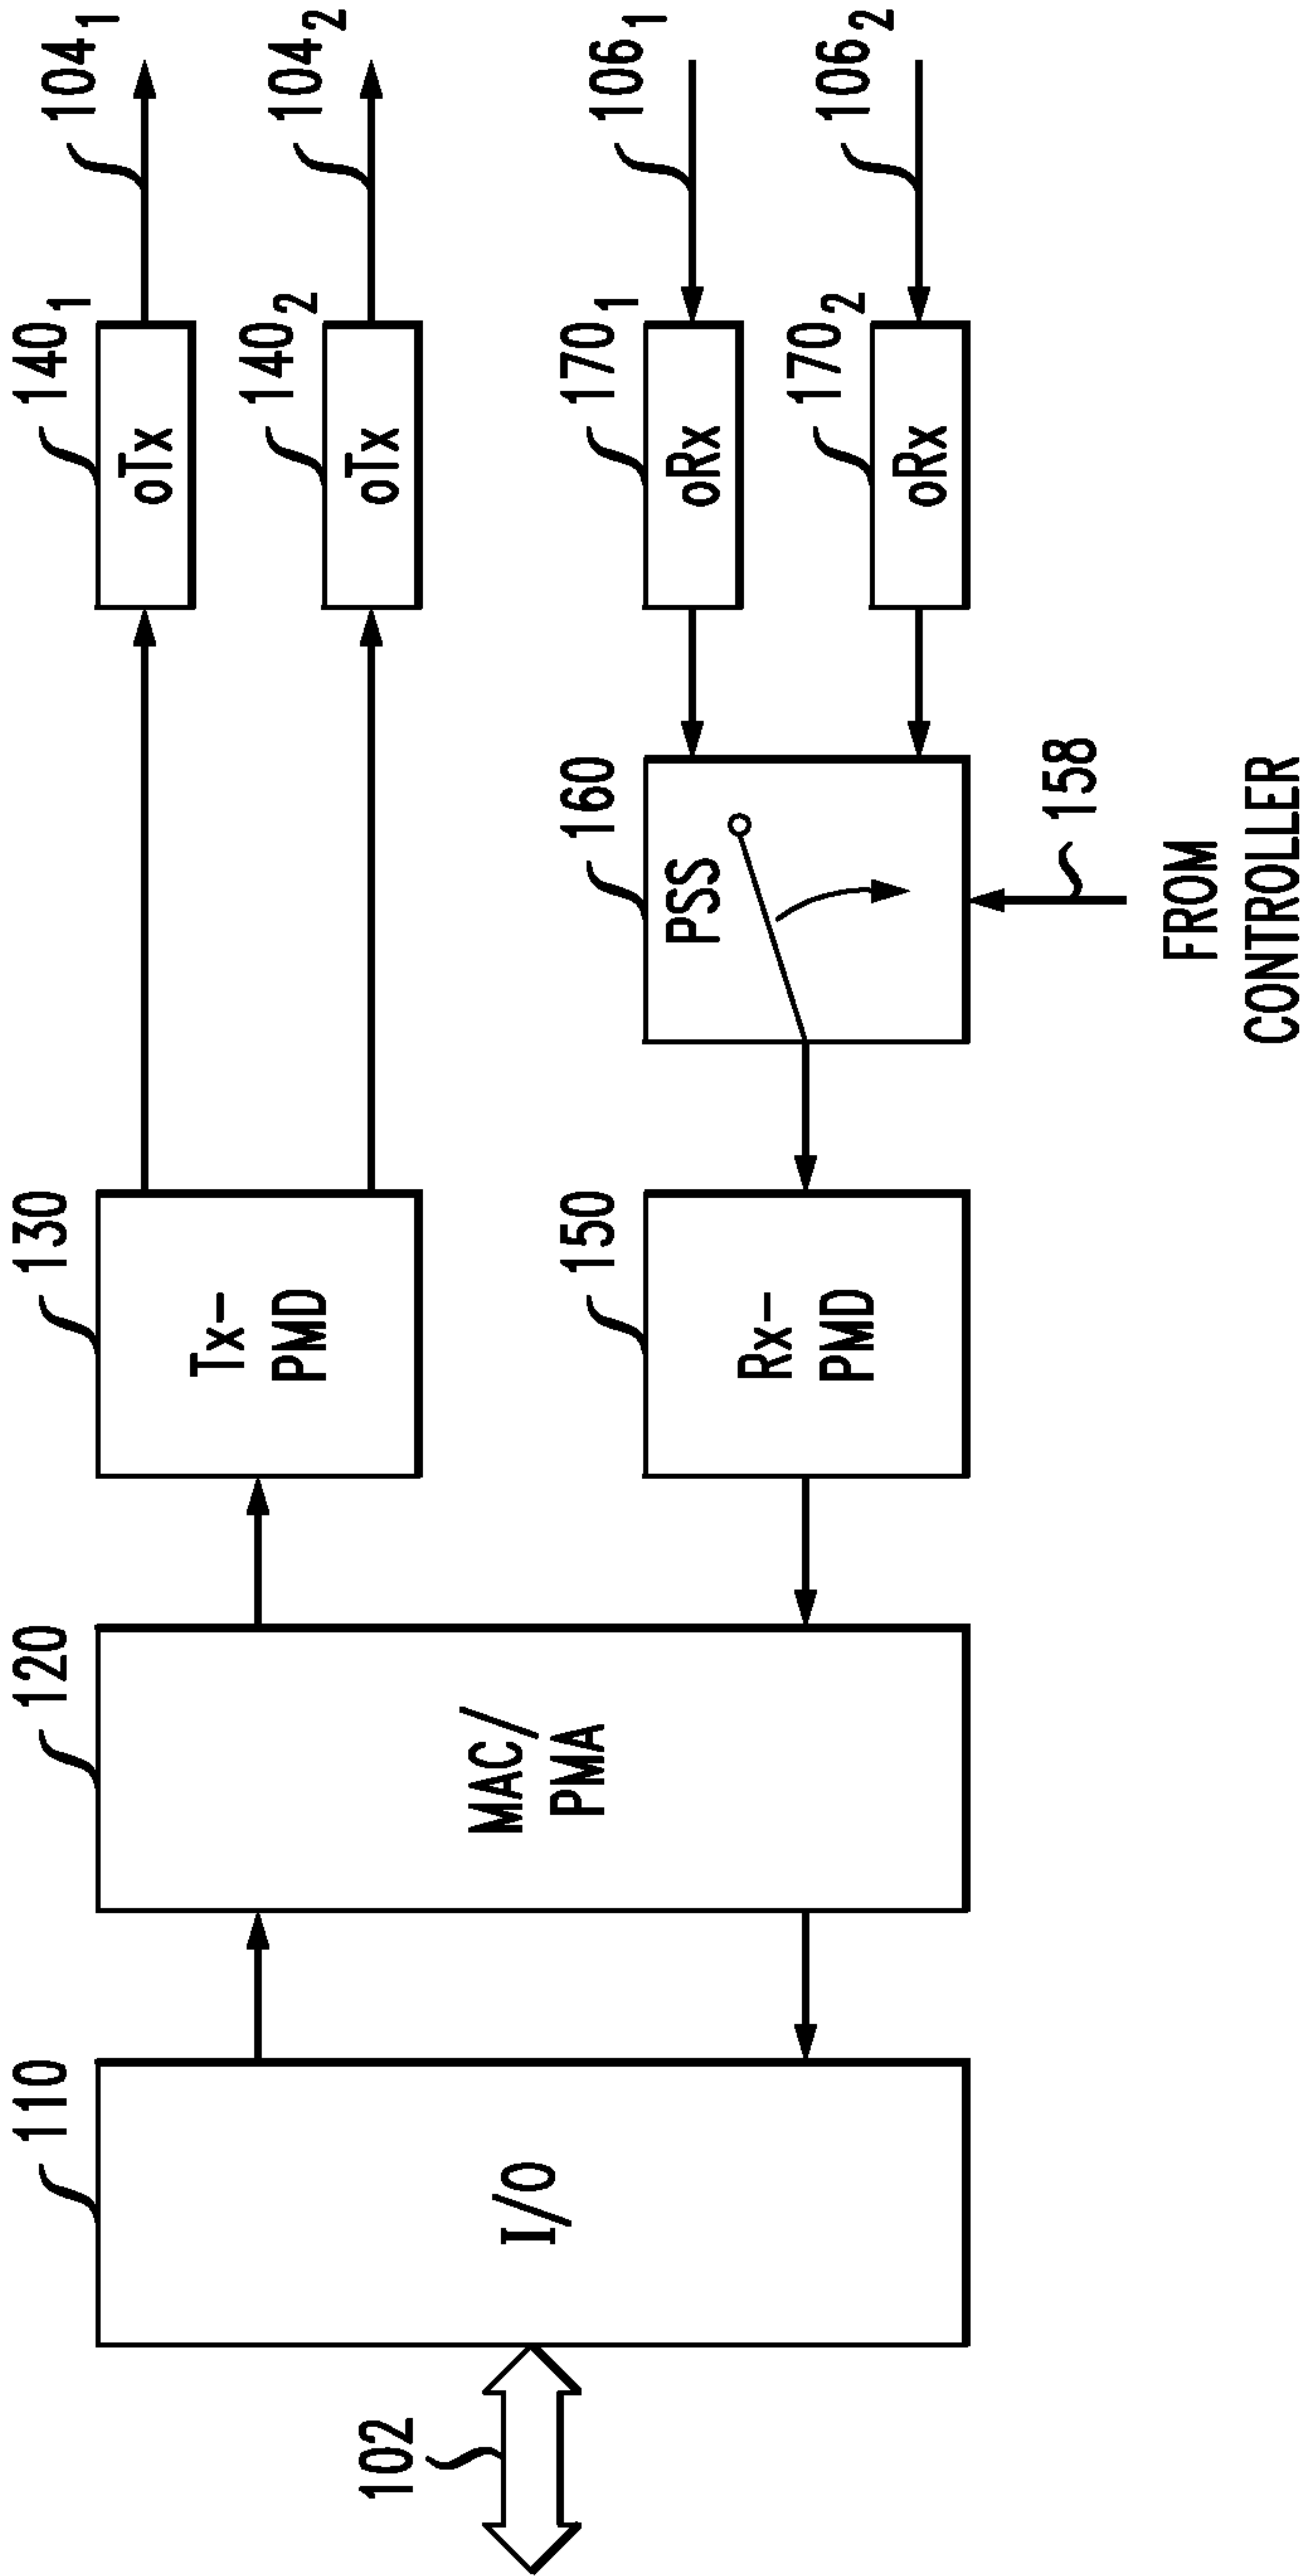 102
110
I/O
120
MAC/
PMA
130
Tx-
PMD
140₁
oTx
104₁
140₂
oTx
104₂
150
Rx-
PMD
160
PSS
170₁
oRx
106₁
170₂
oRx
106₂
158
FROM
CONTROLLER